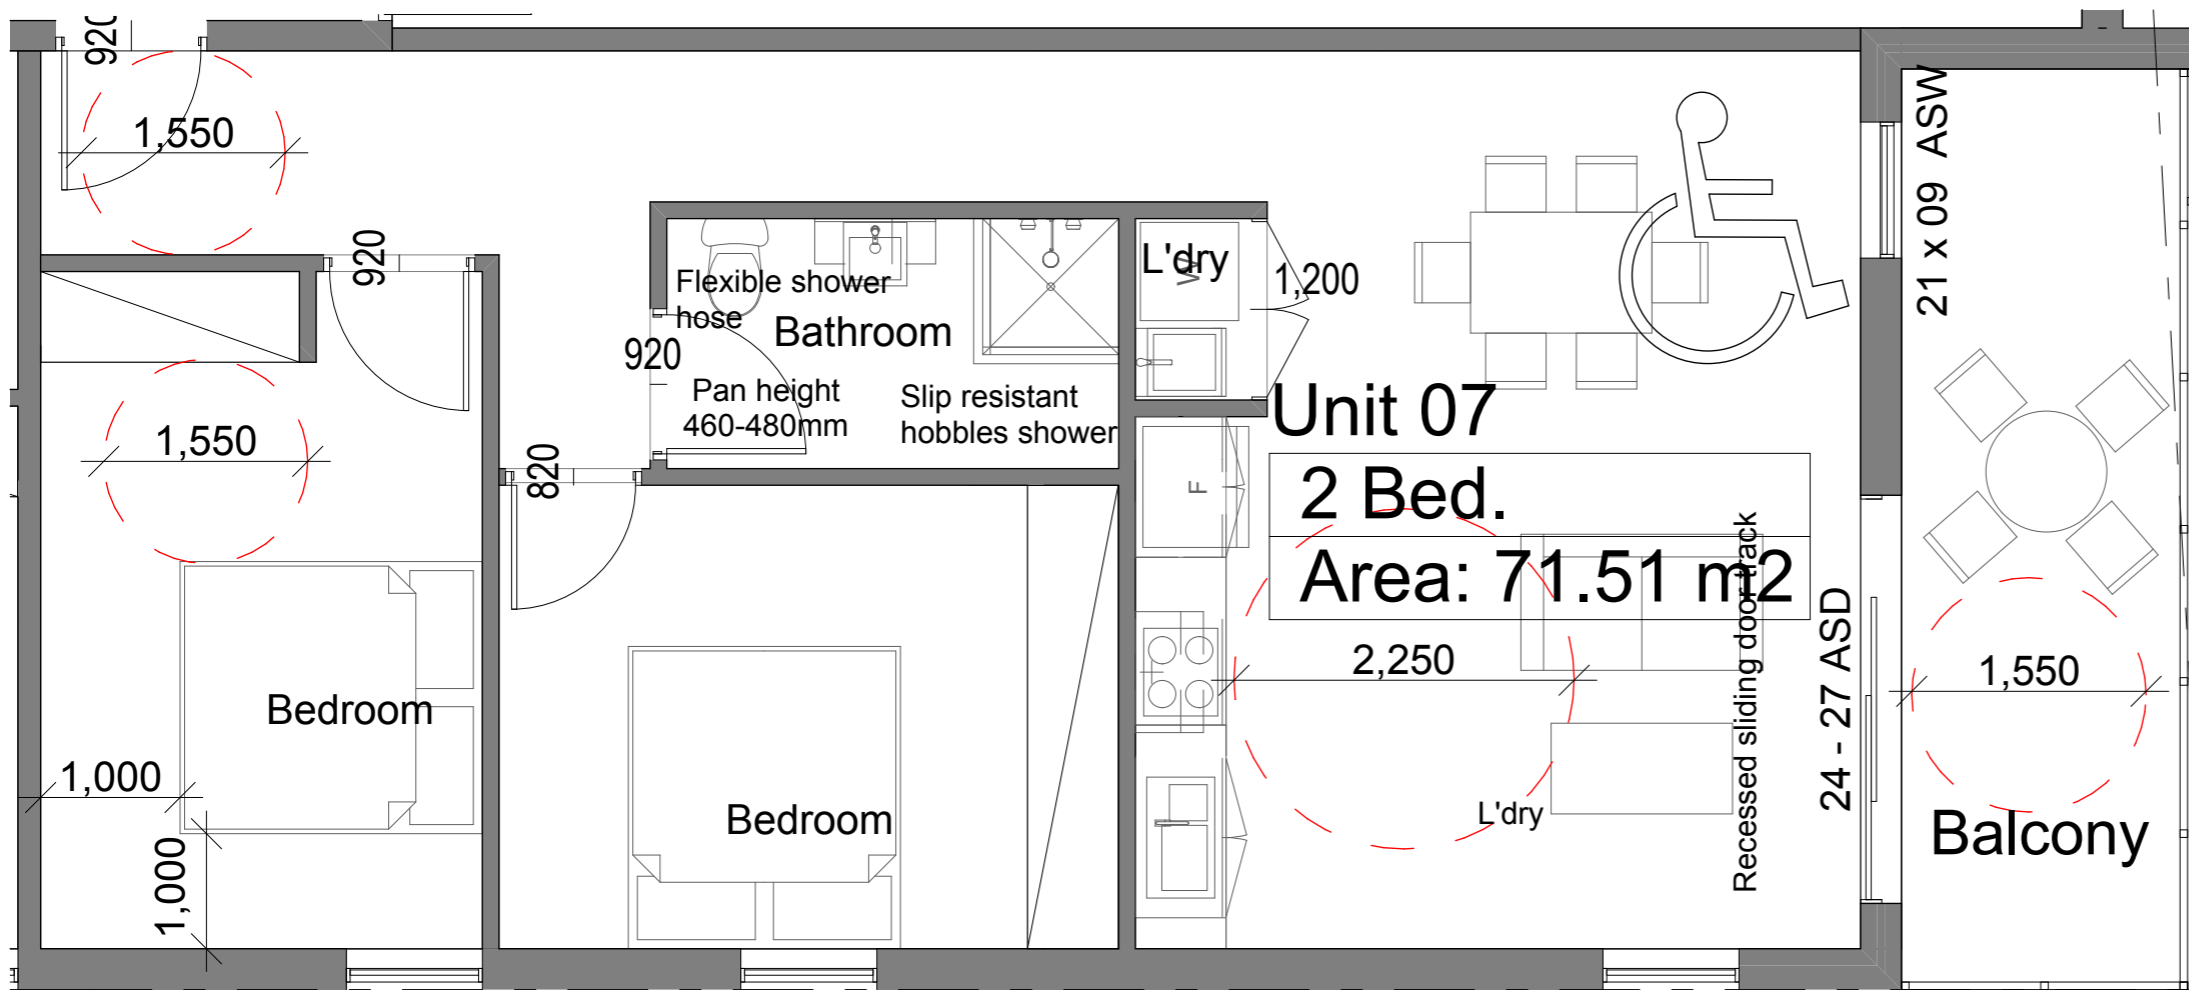 920
1,550
920
1,550
Bedroom
1,000
1,000
Flexible shower
hose
Bathroom
920
Pan height
460-480mm
Slip resistant
hobbles shower
820
Bedroom
L'dry
W
1,200
F
Unit 07
2 Bed.
Area: 71.51 m2
2,250
L'dry
Recessed sliding door track
24 - 27 ASD
21 x 09 ASW
1,550
Balcony